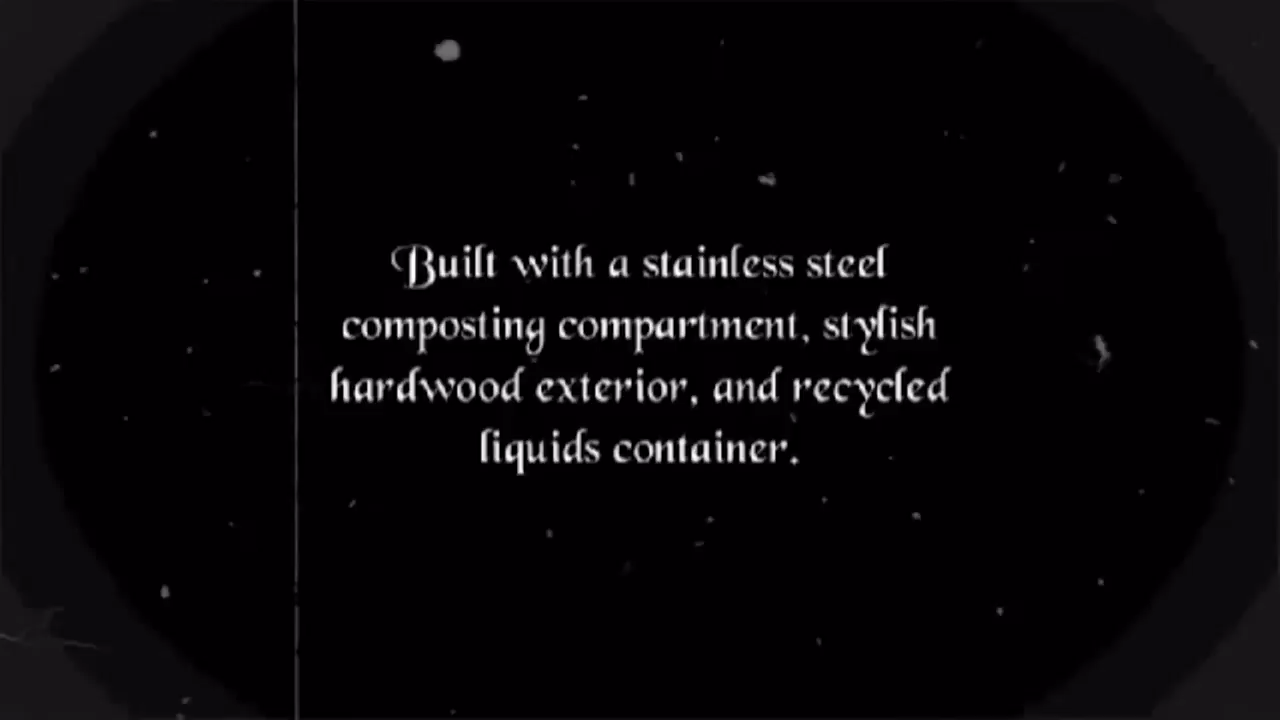 Built with a stainless steel
composting compartment, stylish
hardwood exterior, and recycled
liquids container.